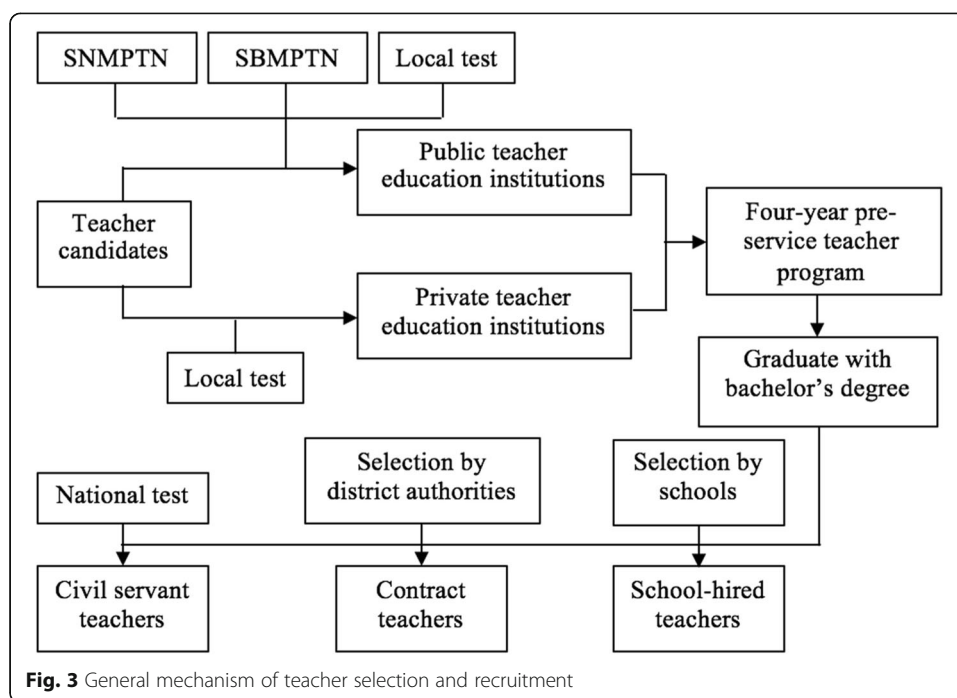 SNMPTN
SBMPTN
Local test
Public teacher
education institutions
Teacher
candidates
Four-year pre-
service teacher
program
Private teacher
education institutions
Local test
Graduate with
bachelor's degree
National test
Selection by
district authorities
Selection by
schools
Civil servant
teachers
Contract
teachers
School-hired
teachers
Fig. 3 General mechanism of teacher selection and recruitment